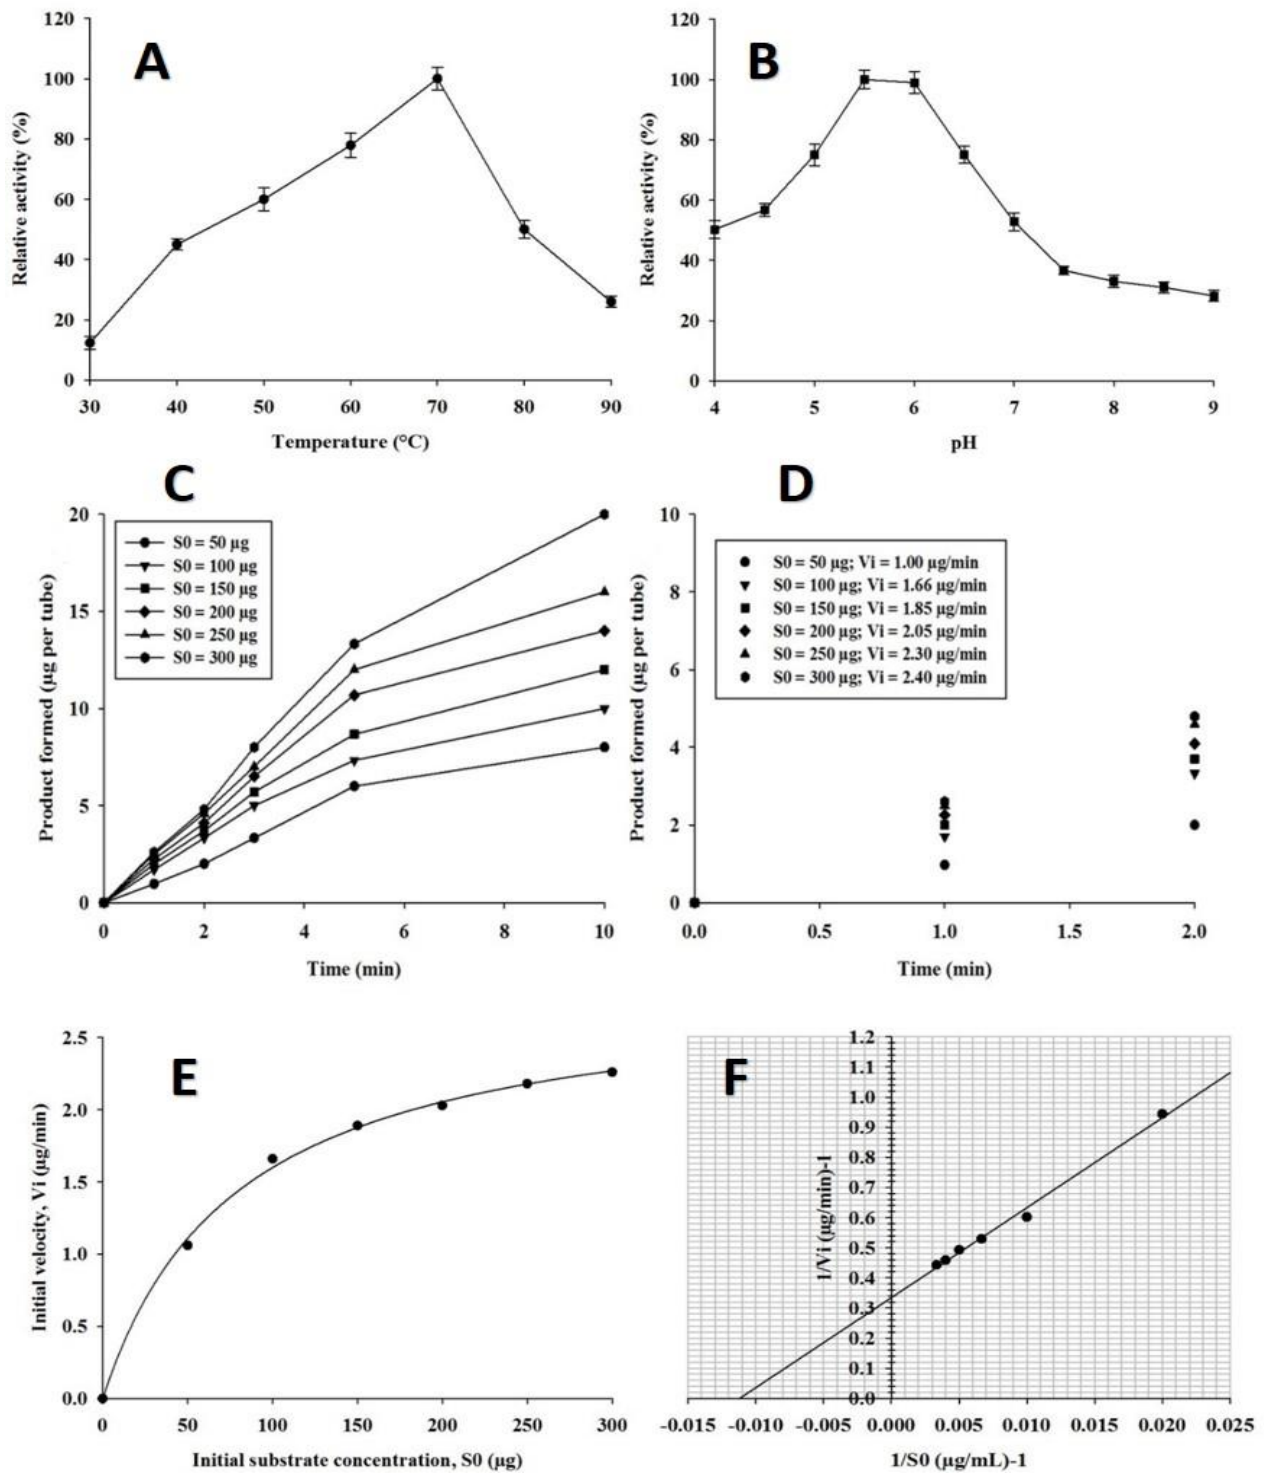 A
120
100
80
60
40
20
0
Relative activity (%)
30 40 50 60 70 80 90
Temperature (°C)
B
120
100
80
60
40
20
0
Relative activity (%)
4 5 6 7 8 9
pH
C
20
15
10
5
0
Product formed (µg per tube)
S0 = 50 µg
S0 = 100 µg
S0 = 150 µg
S0 = 200 µg
S0 = 250 µg
S0 = 300 µg
0 2 4 6 8 10
Time (min)
D
10
8
6
4
2
0
Product formed (µg per tube)
S0 = 50 µg; Vi = 1.00 µg/min
S0 = 100 µg; Vi = 1.66 µg/min
S0 = 150 µg; Vi = 1.85 µg/min
S0 = 200 µg; Vi = 2.05 µg/min
S0 = 250 µg; Vi = 2.30 µg/min
S0 = 300 µg; Vi = 2.40 µg/min
0.0 0.5 1.0 1.5 2.0
Time (min)
E
2.5
2.0
1.5
1.0
0.5
0.0
Initial velocity, Vi (µg/min)
0 50 100 150 200 250 300
Initial substrate concentration, S0 (µg)
F
1.2
1.1
1.0
0.9
0.8
0.7
0.6
0.5
0.4
0.3
0.2
0.1
0.0
1/Vi (µg/min)-1
-0.015 -0.010 -0.005 0.000 0.005 0.010 0.015 0.020 0.025
1/S0 (µg/mL)-1